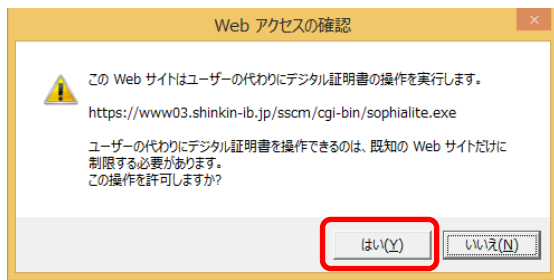 Web アクセスの確認
この Web サイトはユーザーの代わりにデジタル証明書の操作を実行します。
https://www03.shinkin-ib.jp/sscm/cgi-bin/sophialite.exe
ユーザーの代わりにデジタル証明書を操作できるのは、既知の Web サイトだけに
制限する必要があります。
この操作を許可しますか?
はい(Y)
いいえ(N)